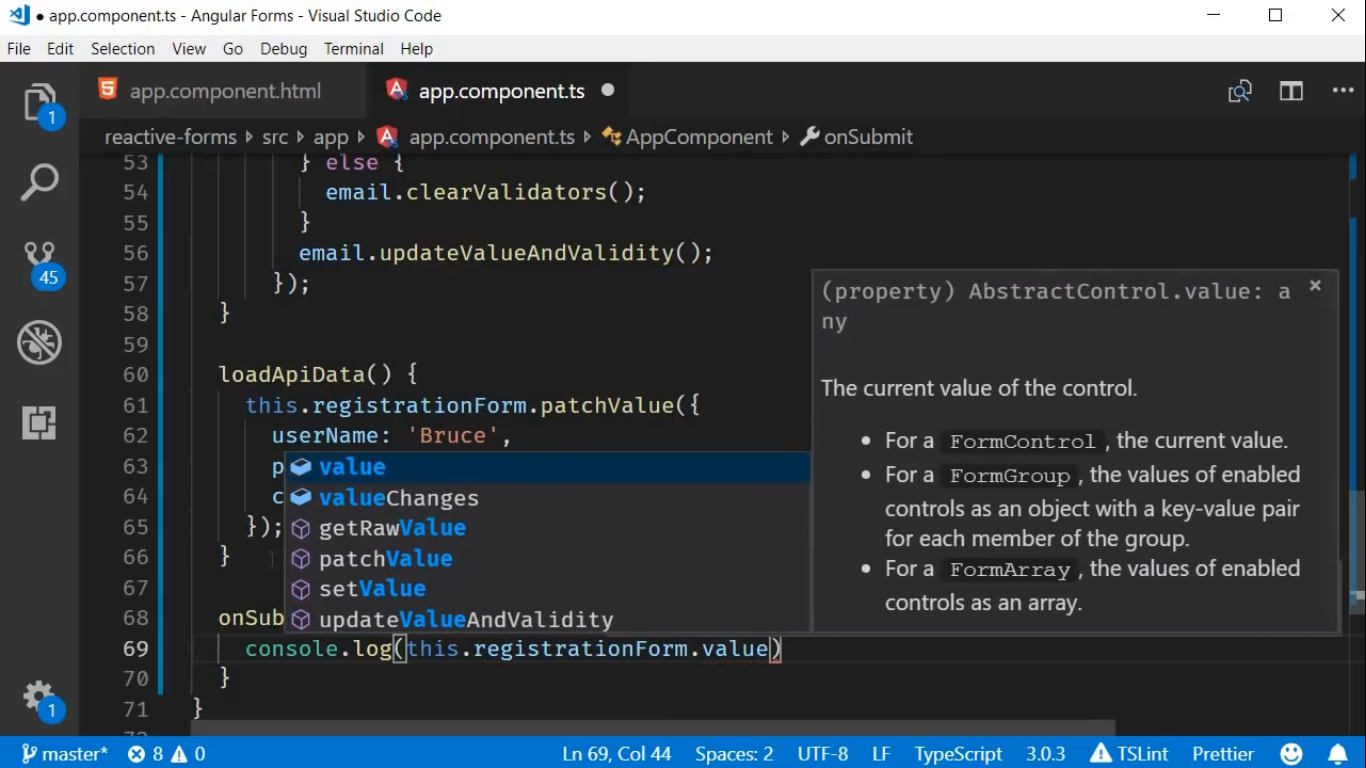 app.component.ts - Angular Forms - Visual Studio Code
File Edit Selection View Go Debug Terminal Help
1 app.component.html app.component.ts
reactive-forms src app app.component.ts AppComponent onSubmit
53 } else {
54 email.clearValidators();
55 }
45
56 email.updateValueAndValidity();
57 });
58 }
59
60 loadApiData() {
61 this.registrationForm.patchValue({
62 userName: 'Bruce',
63 p
64 c
65 });
66 }
67
68 onSub
69 console.log(this.registrationForm.value)
70 }
71 }
value
valueChanges
getRawValue
patchValue
setValue
updateValueAndValidity
(property) AbstractControl.value: a
ny
The current value of the control.
• For a FormControl, the current value.
• For a FormGroup, the values of enabled
controls as an object with a key-value pair
for each member of the group.
• For a FormArray, the values of enabled
controls as an array.
1
master* 8 0 Ln 69, Col 44 Spaces: 2 UTF-8 LF TypeScript 3.0.3 TSLint Prettier